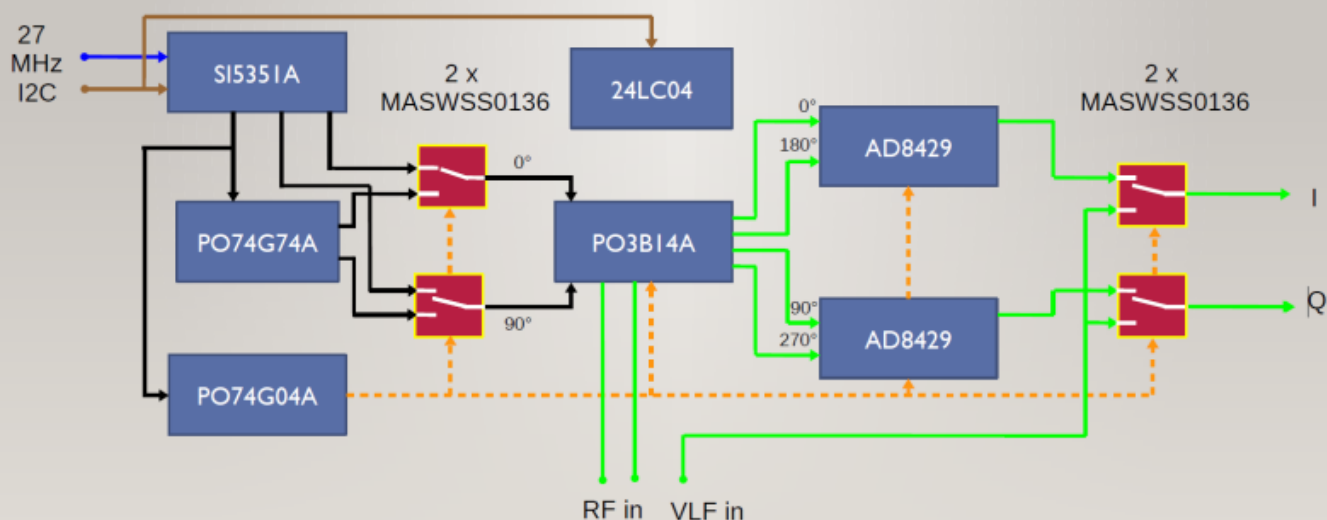 27
MHz
I2C
SI5351A
2 x
MASWSS0136
24LC04
2 x
MASWSS0136
0°
180°
AD8429
0°
I
PO74G74A
PO3B14A
90°
90°
270°
AD8429
Q
PO74G04A
RF in
VLF in